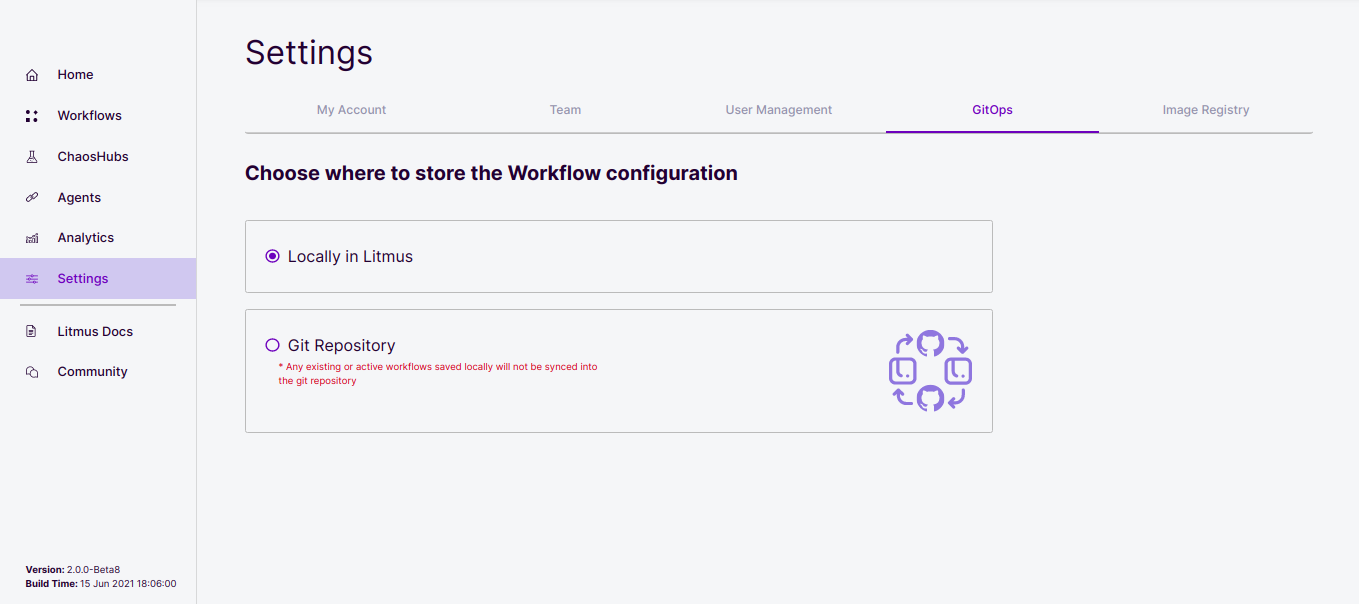 Home
Workflows
ChaosHubs
Agents
Analytics
Settings
Litmus Docs
Community
Version: 2.0.0-Beta8
Build Time: 15 Jun 2021 18:06:00
Settings
My Account
Team
User Management
GitOps
Image Registry
Choose where to store the Workflow configuration
Locally in Litmus
Git Repository
* Any existing or active workflows saved locally will not be synced into
the git repository